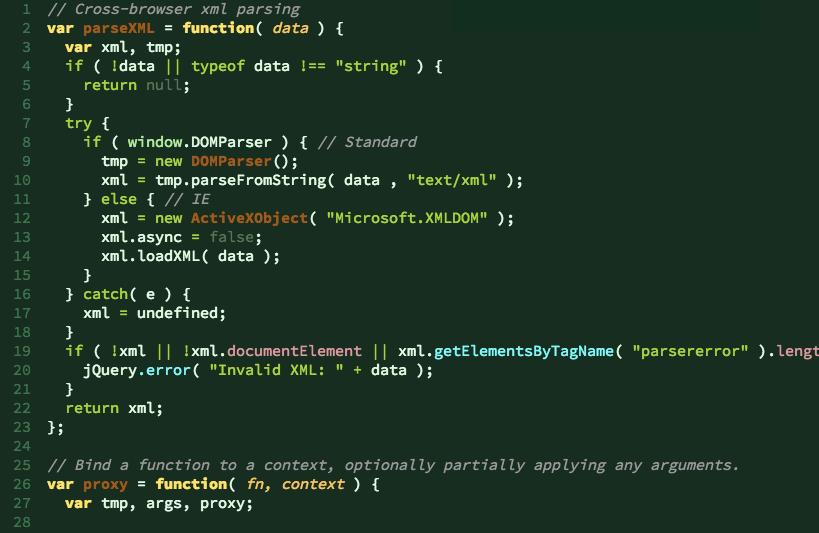 1 // Cross-browser xml parsing
2 var parseXML = function( data ) {
3   var xml, tmp;
4   if ( !data || typeof data !== "string" ) {
5     return null;
6   }
7   try {
8     if ( window.DOMParser ) { // Standard
9       tmp = new DOMParser();
10       xml = tmp.parseFromString( data , "text/xml" );
11     } else { // IE
12       xml = new ActiveXObject( "Microsoft.XMLDOM" );
13       xml.async = false;
14       xml.loadXML( data );
15     }
16   } catch( e ) {
17     xml = undefined;
18   }
19   if ( !xml || !xml.documentElement || xml.getElementsByTagName( "parsererror" ).lengt
20     jQuery.error( "Invalid XML: " + data );
21   }
22   return xml;
23 };
24
25 // Bind a function to a context, optionally partially applying any arguments.
26 var proxy = function( fn, context ) {
27   var tmp, args, proxy;
28